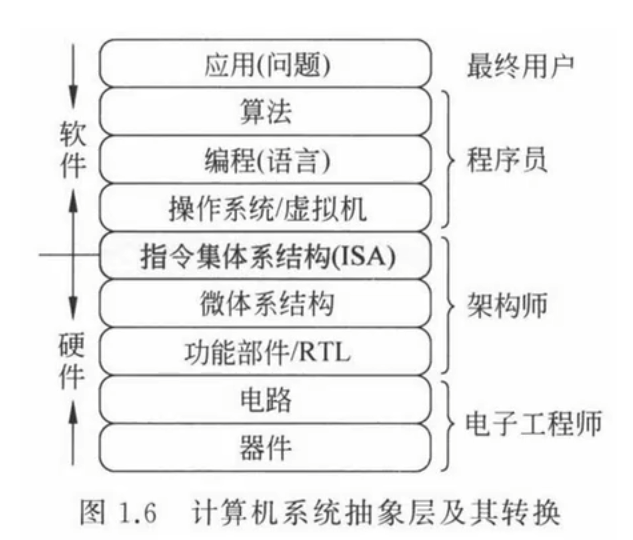 应用(问题) 最终用户
算法
软件
编程(语言) 程序员
操作系统/虚拟机
指令集体系结构(ISA)
微体系结构 架构师
硬件
功能部件/RTL
电路
电子工程师
器件
图 1.6 计算机系统抽象层及其转换